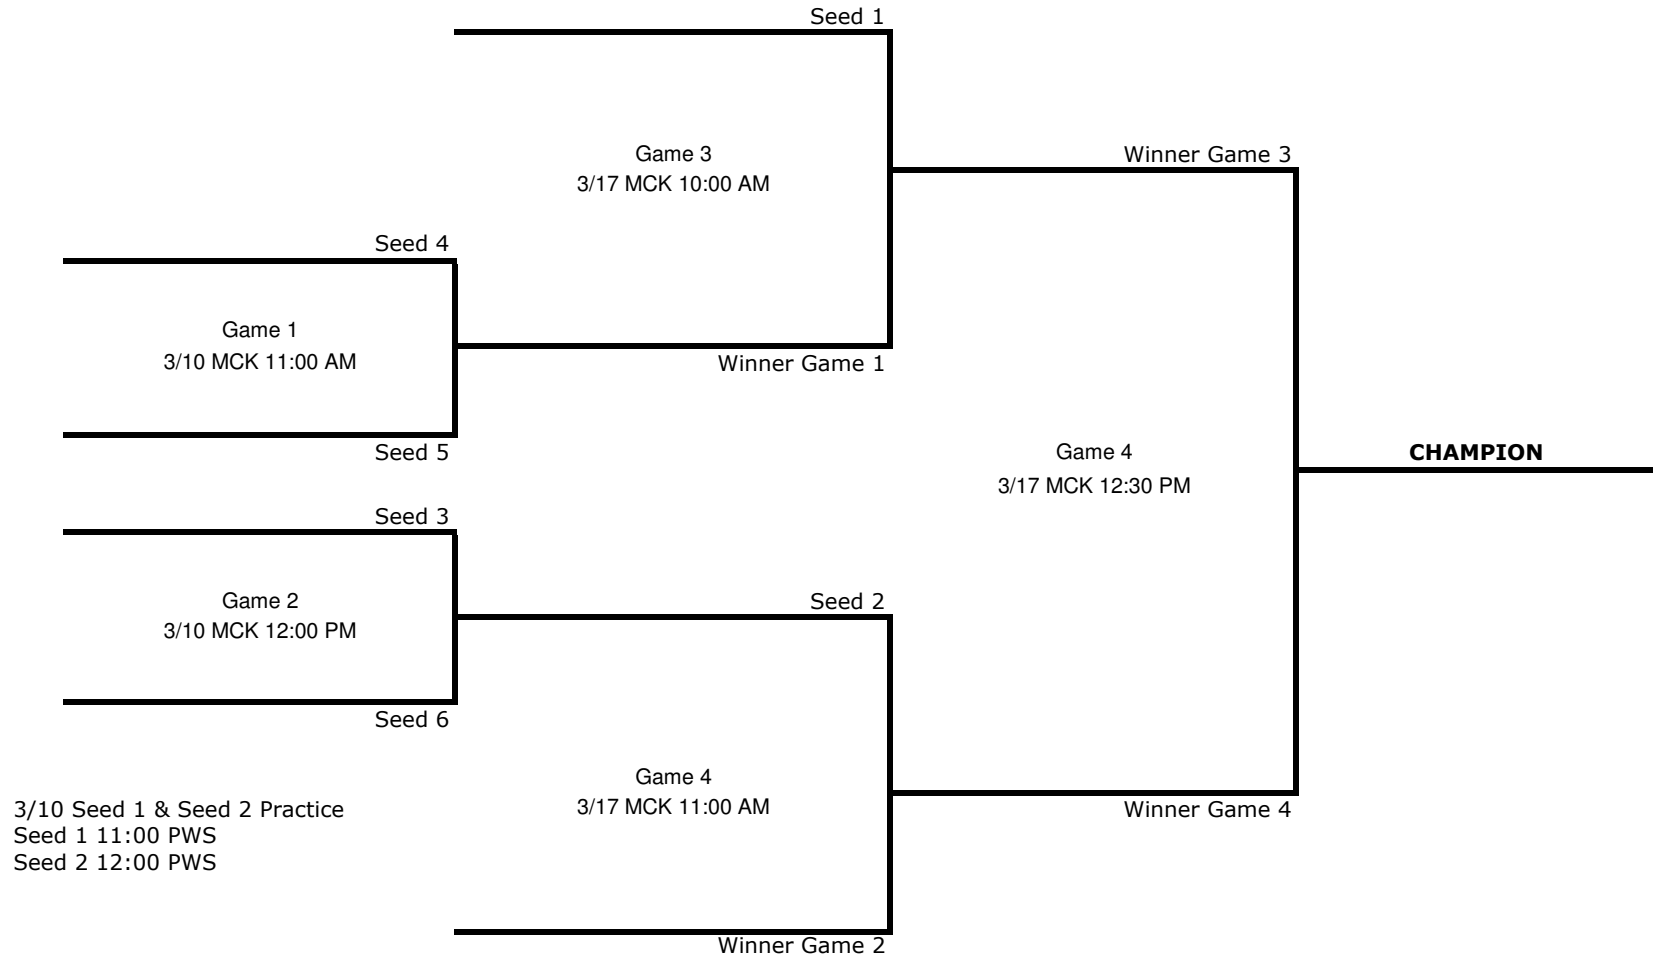 Seed 1
Game 3
3/17 MCK 10:00 AM
Winner Game 3
Seed 4
Game 1
3/10 MCK 11:00 AM
Winner Game 1
Seed 5
Game 4
3/17 MCK 12:30 PM
CHAMPION
Seed 3
Game 2
3/10 MCK 12:00 PM
Seed 2
Seed 6
Game 4
3/17 MCK 11:00 AM
Winner Game 4
3/10 Seed 1 & Seed 2 Practice
Seed 1 11:00 PWS
Seed 2 12:00 PWS
Winner Game 2